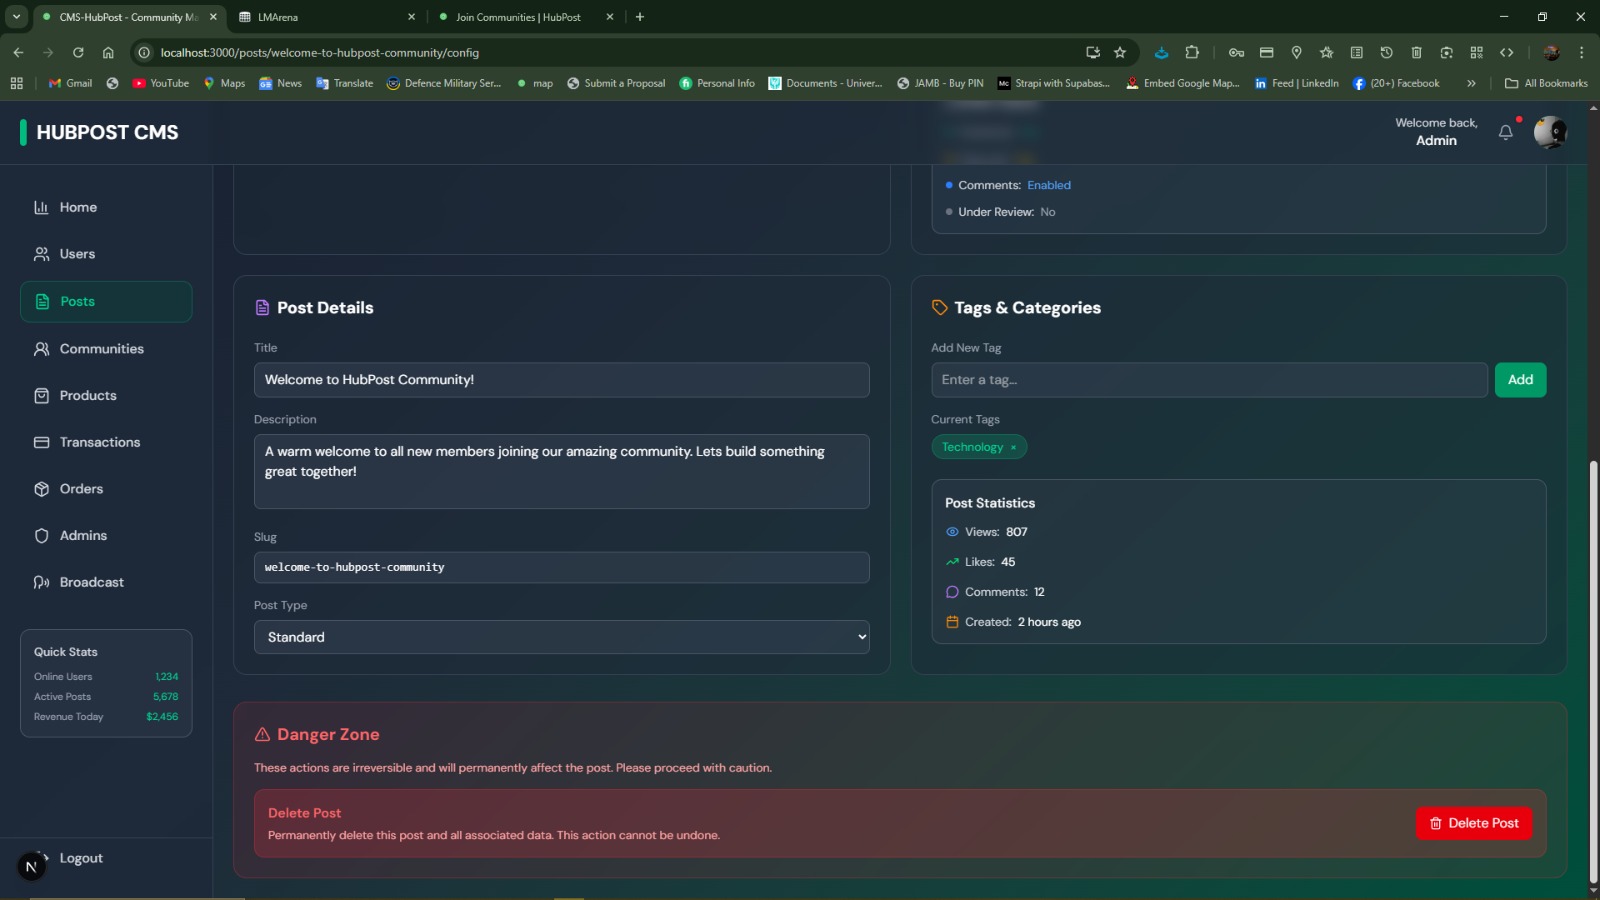 CMS-HubPost - Community Ma
LMArena
Join Communities | HubPost
localhost:3000/posts/welcome-to-hubpost-community/config
Gmail
YouTube
Maps
News
Translate
Defence Military Ser...
map
Submit a Proposal
Personal Info
Documents - Univer...
JAMB - Buy PIN
Strapi with Supabas...
Embed Google Map...
Feed | LinkedIn
(20+) Facebook
All Bookmarks
HUBPOST CMS
Welcome back,
Admin
Home
Users
Posts
Communities
Products
Transactions
Orders
Admins
Broadcast
Quick Stats
Online Users 1,234
Active Posts 5,678
Revenue Today $2,456
Logout
N
Comments: Enabled
Under Review: No
Post Details
Title
Welcome to HubPost Community!
Description
A warm welcome to all new members joining our amazing community. Lets build something
great together!
Slug
welcome-to-hubpost-community
Post Type
Standard
Tags & Categories
Add New Tag
Enter a tag...
Add
Current Tags
Technology ×
Post Statistics
Views: 807
Likes: 45
Comments: 12
Created: 2 hours ago
Danger Zone
These actions are irreversible and will permanently affect the post. Please proceed with caution.
Delete Post
Permanently delete this post and all associated data. This action cannot be undone.
Delete Post